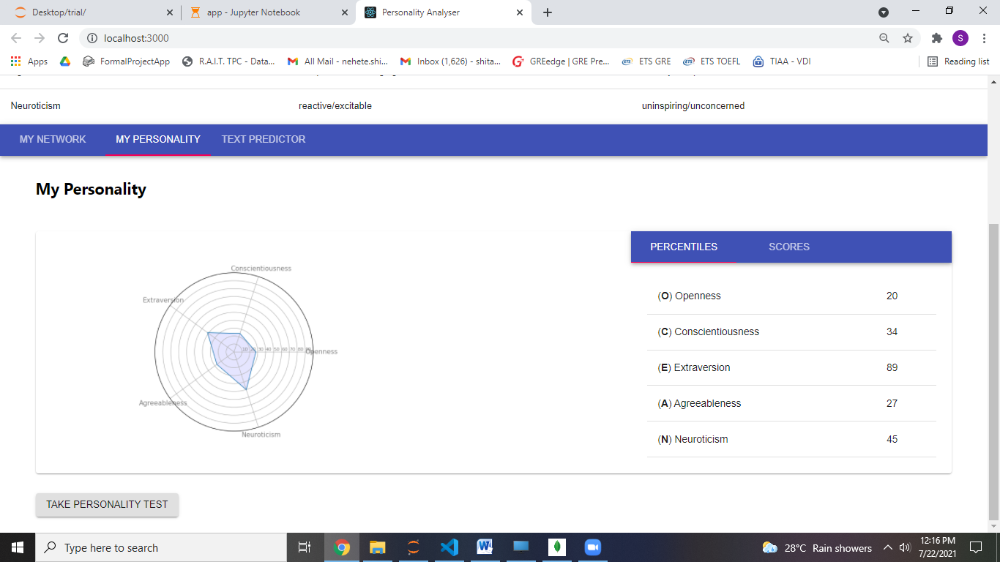 Desktop/trial/
app - Jupyter Notebook
Personality Analyser
localhost:3000
S
Apps
FormalProjectApp
R.A.I.T. TPC - Data...
All Mail - nehete.shi...
Inbox (1,626) - shita...
GREedge | GRE Pre...
ETS GRE
ETS TOEFL
TIAA - VDI
Reading list
Neuroticism reactive/excitable uninspiring/unconcerned
MY NETWORK MY PERSONALITY TEXT PREDICTOR
My Personality
Conscientiousness
Extraversion
10 20 30 40 50 60 70 80
Openness
Agreeableness
Neuroticism
PERCENTILES SCORES
(O) Openness 20
(C) Conscientiousness 34
(E) Extraversion 89
(A) Agreeableness 27
(N) Neuroticism 45
TAKE PERSONALITY TEST
Type here to search
28°C Rain showers
12:16 PM
7/22/2021